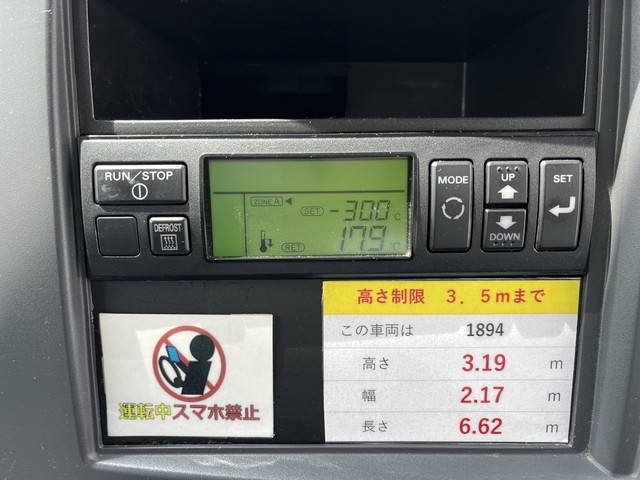 RUN/STOP
DEFROST
ZONE A
SET -30.0 °C
RET 17.9 °C
MODE
UP
DOWN
SET
運転中スマホ禁止
高さ制限 3.5mまで
この車両は 1894
高さ 3.19 m
幅 2.17 m
長さ 6.62 m